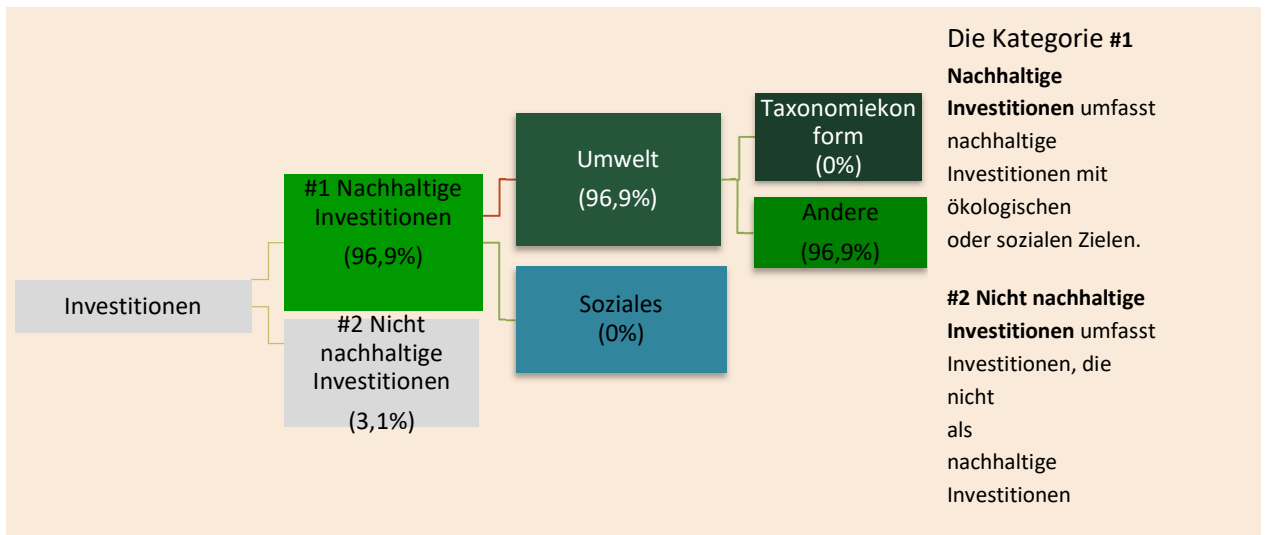 Investitionen
#1 Nachhaltige
Investitionen
(96,9%)
#2 Nicht
nachhaltige
Investitionen
(3,1%)
Umwelt
(96,9%)
Soziales
(0%)
Taxonomiekon
form
(0%)
Andere
(96,9%)
Die Kategorie #1
Nachhaltige
Investitionen umfasst
nachhaltige
Investitionen mit
ökologischen
oder sozialen Zielen.
#2 Nicht nachhaltige
Investitionen umfasst
Investitionen, die
nicht
als
nachhaltige
Investitionen